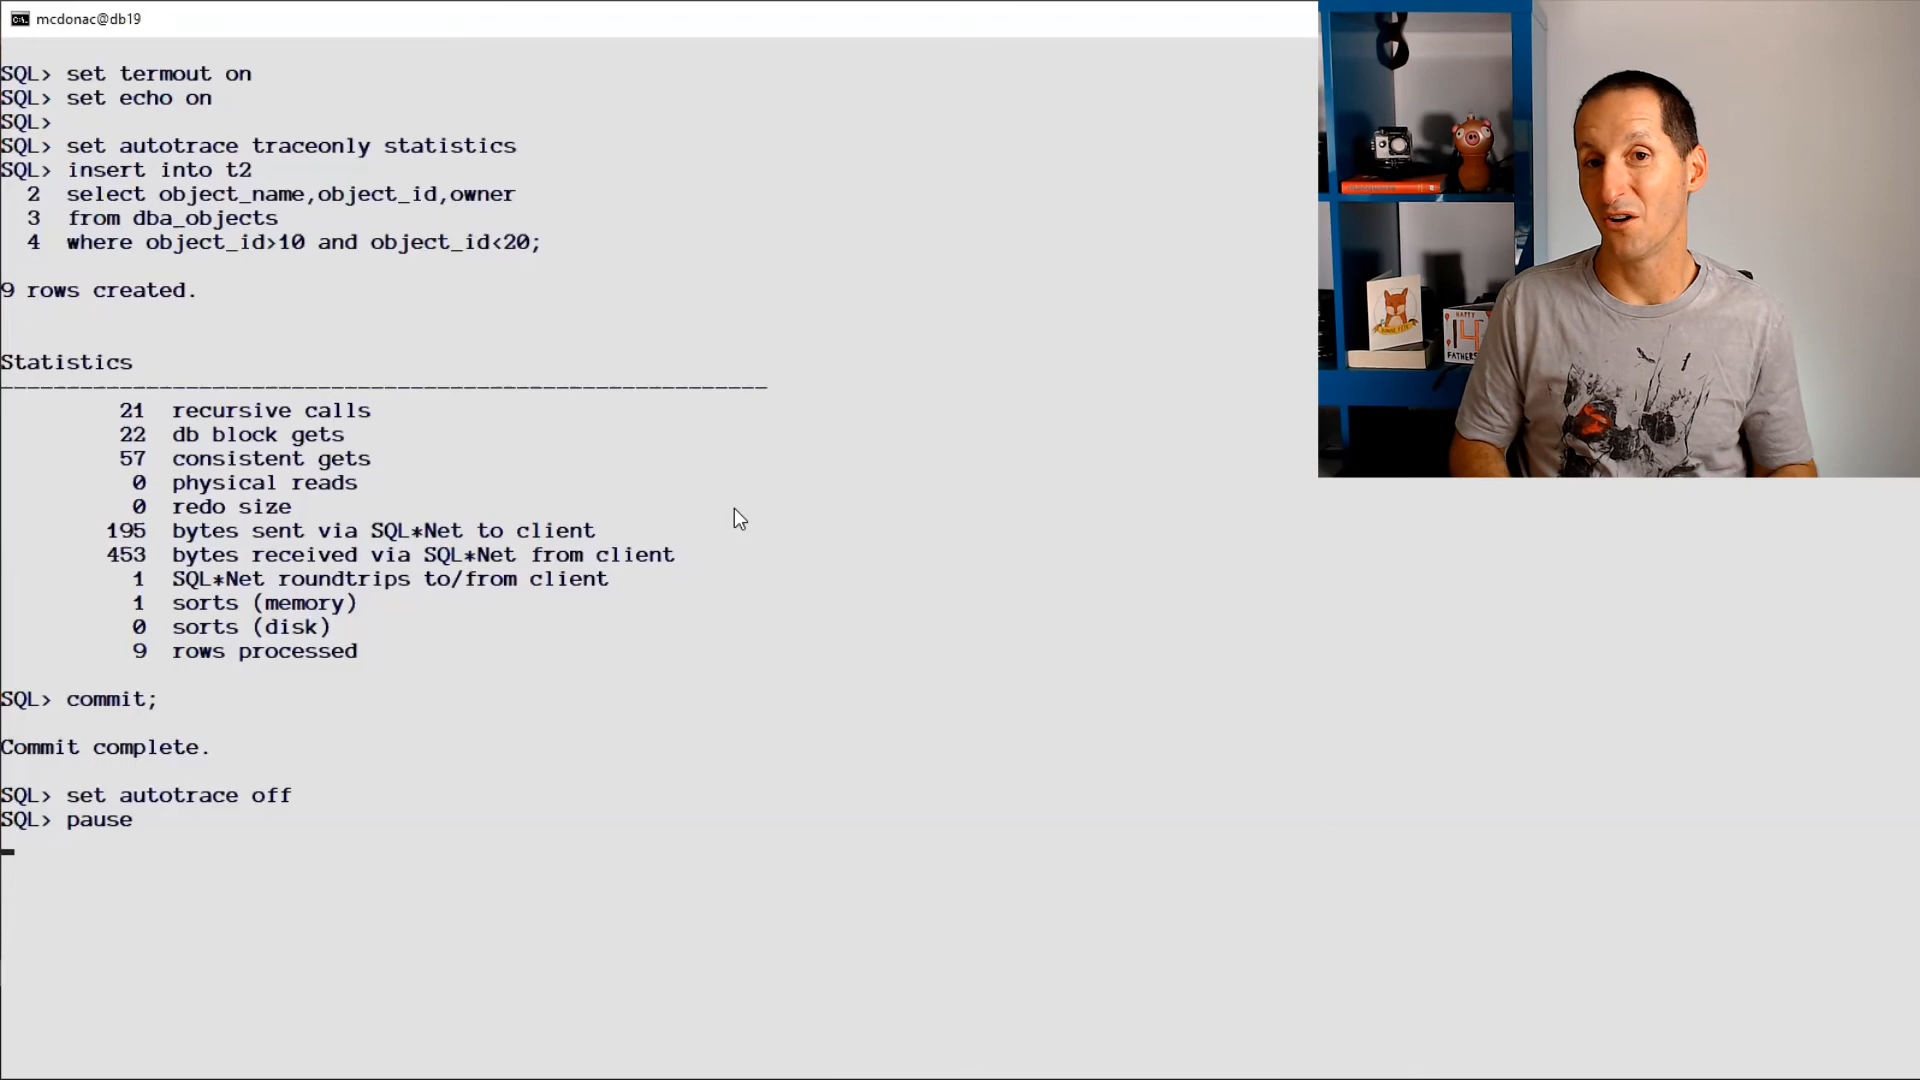 mcdonac@db19
SQL> set termout on
SQL> set echo on
SQL>
SQL> set autotrace traceonly statistics
SQL> insert into t2
  2  select object_name,object_id,owner
  3  from dba_objects
  4  where object_id>10 and object_id<20;
9 rows created.
Statistics
----------------------------------------------------------
         21  recursive calls
         22  db block gets
         57  consistent gets
          0  physical reads
          0  redo size
        195  bytes sent via SQL*Net to client
        453  bytes received via SQL*Net from client
          1  SQL*Net roundtrips to/from client
          1  sorts (memory)
          0  sorts (disk)
          9  rows processed
SQL> commit;
Commit complete.
SQL> set autotrace off
SQL> pause
HAPPY
14
FATHERS